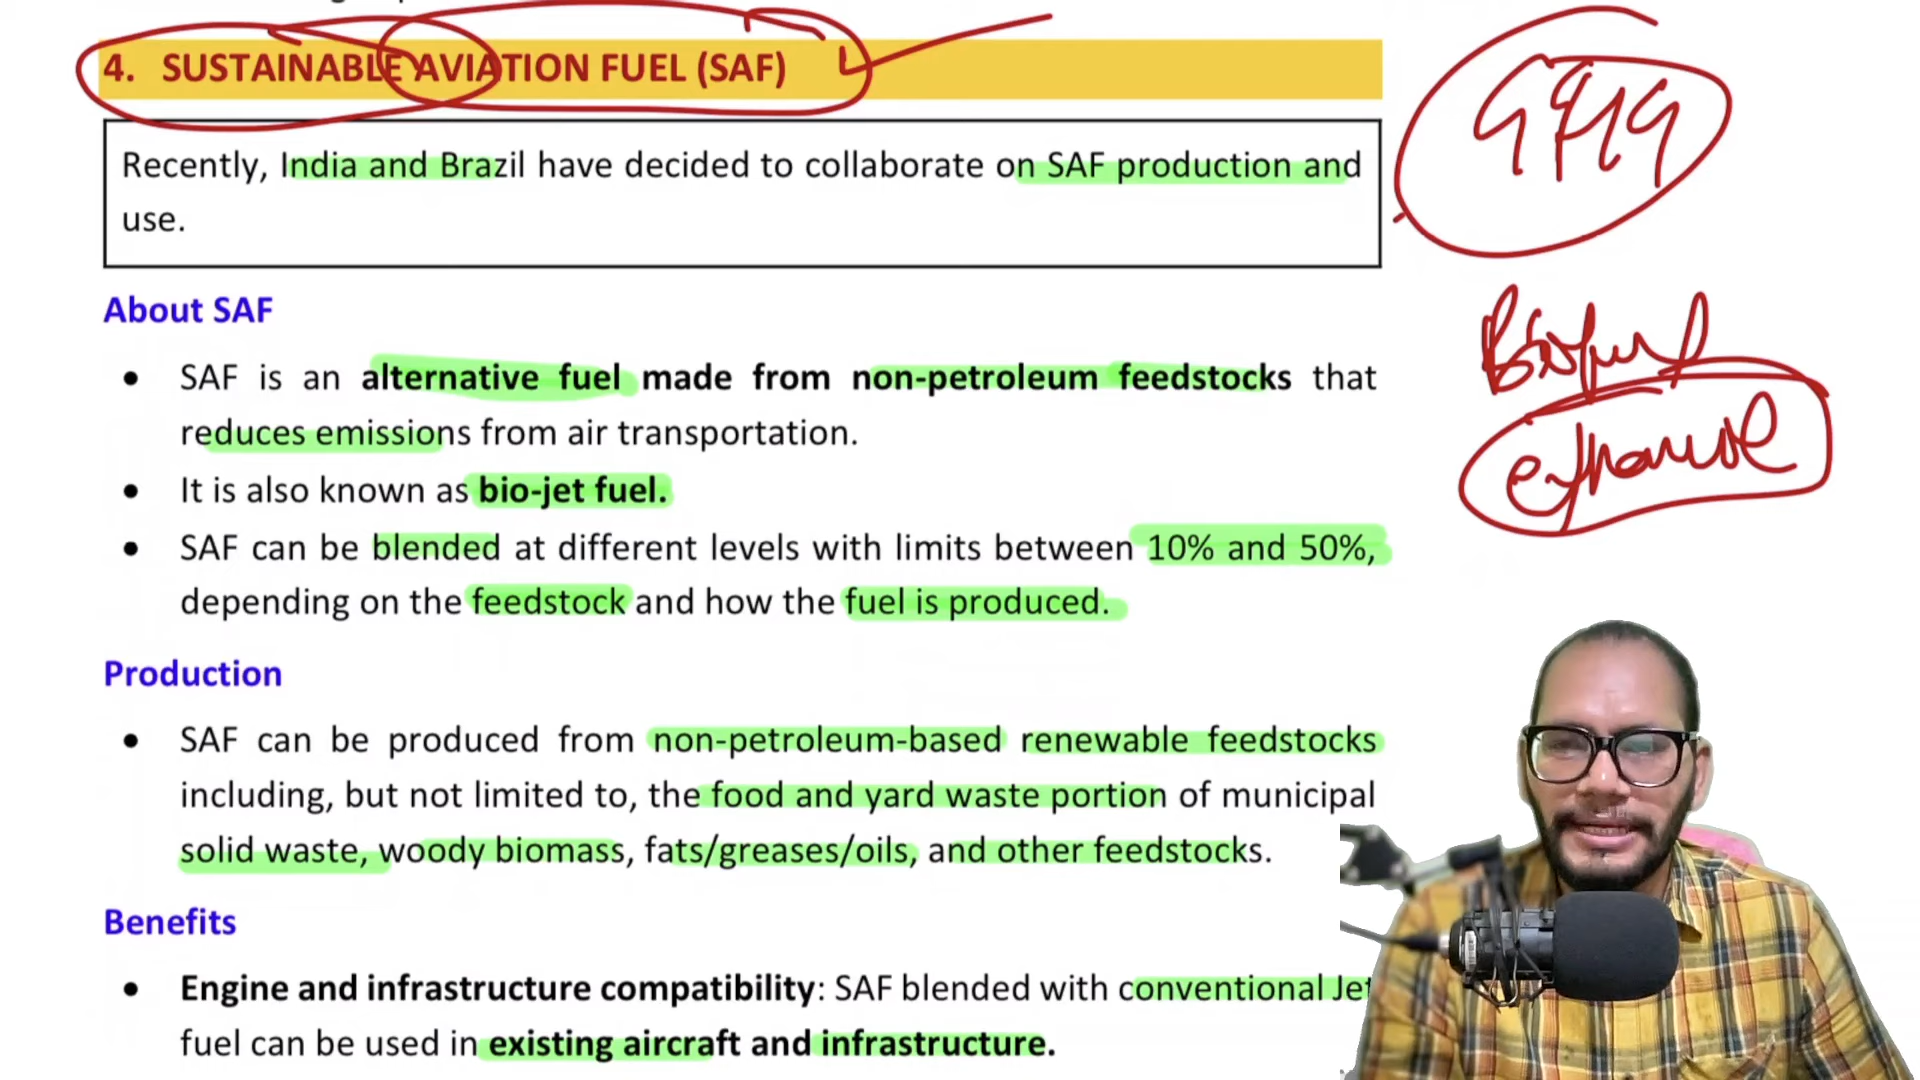 4. SUSTAINABLE AVIATION FUEL (SAF)
Recently, India and Brazil have decided to collaborate on SAF production and
use.
About SAF
• SAF is an alternative fuel made from non-petroleum feedstocks that
reduces emissions from air transportation.
• It is also known as bio-jet fuel.
• SAF can be blended at different levels with limits between 10% and 50%,
depending on the feedstock and how the fuel is produced.
Production
• SAF can be produced from non-petroleum-based renewable feedstocks
including, but not limited to, the food and yard waste portion of municipal
solid waste, woody biomass, fats/greases/oils, and other feedstocks.
Benefits
• Engine and infrastructure compatibility: SAF blended with conventional Jet
fuel can be used in existing aircraft and infrastructure.